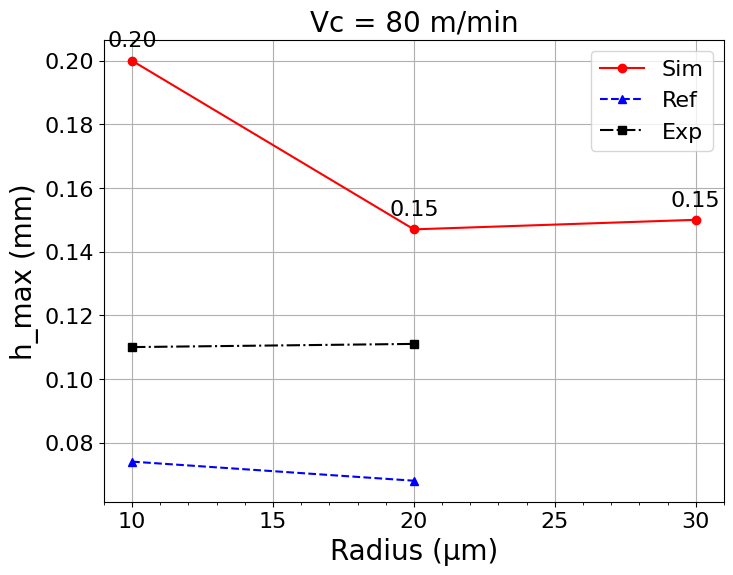 Vc = 80 m/min
0.20
0.15
0.15
Sim
Ref
Exp
h_max (mm)
0.20
0.18
0.16
0.14
0.12
0.10
0.08
10
15
20
25
30
Radius (μm)